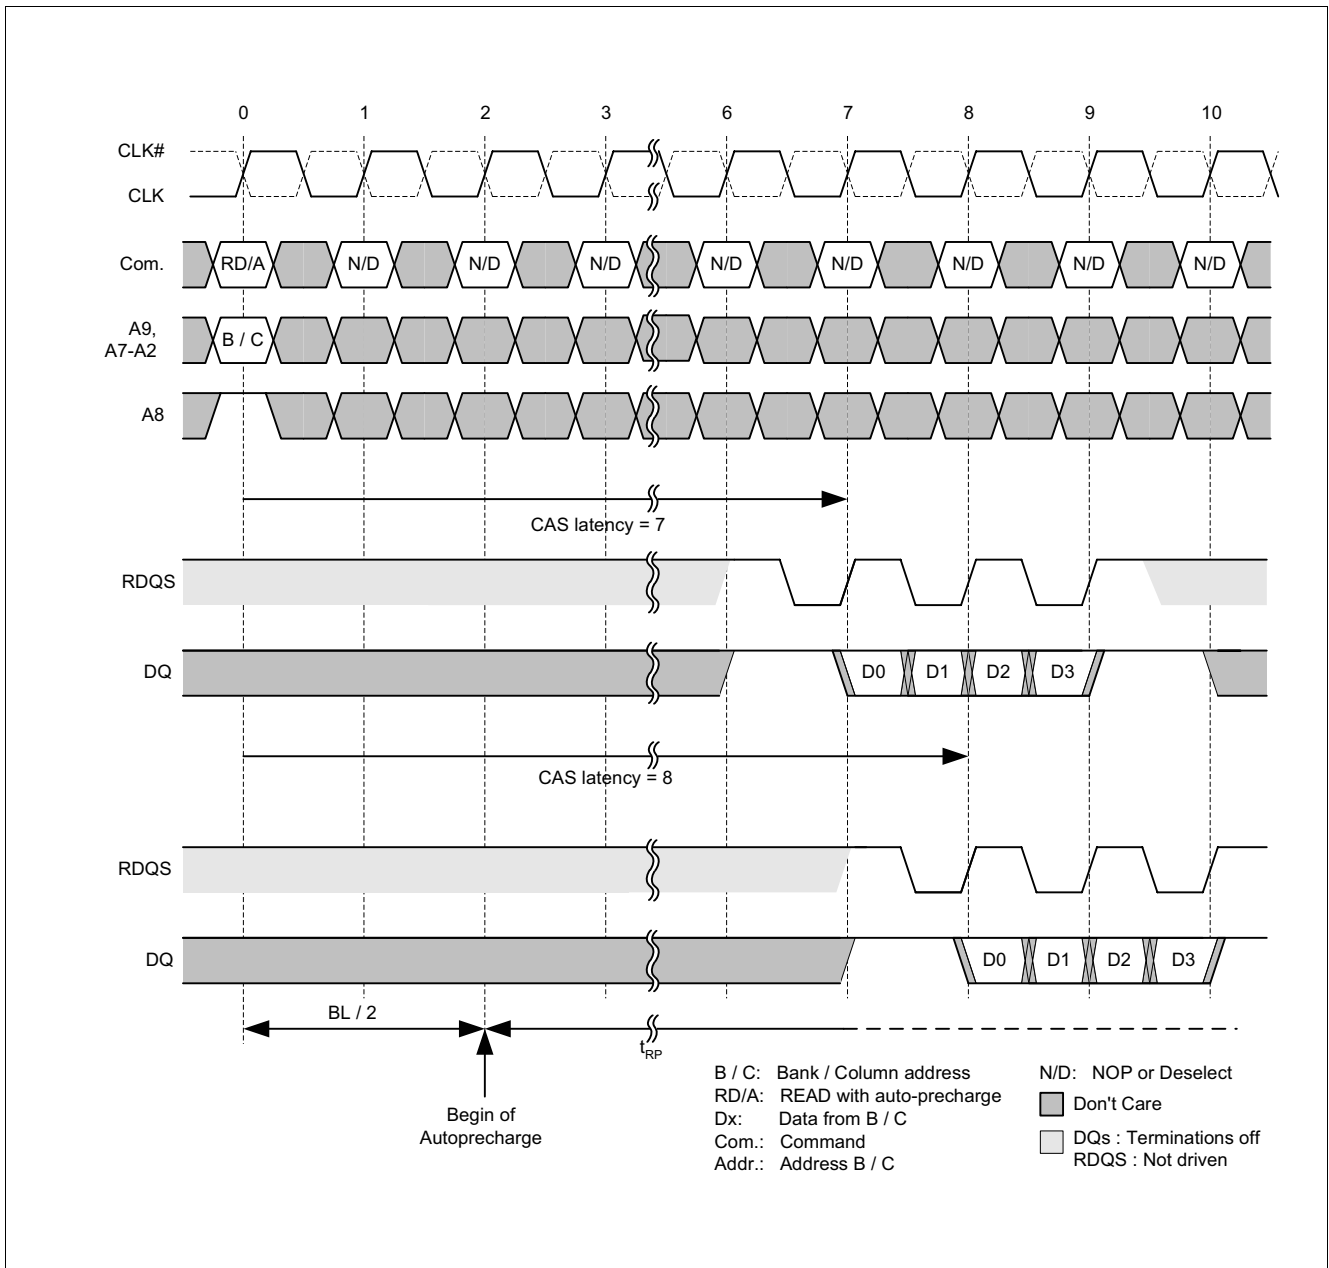 0 1 2 3 6 7 8 9 10
CLK#
CLK
Com. RD/A N/D N/D N/D N/D N/D N/D N/D N/D
A9,
A7-A2
B / C
A8
CAS latency = 7
RDQS
DQ D0 D1 D2 D3
CAS latency = 8
RDQS
DQ D0 D1 D2 D3
BL / 2
tRP
Begin of
Autoprecharge
B / C: Bank / Column address
RD/A: READ with auto-precharge
Dx: Data from B / C
Com.: Command
Addr.: Address B / C
N/D: NOP or Deselect
Don't Care
DQs : Terminations off
RDQS : Not driven